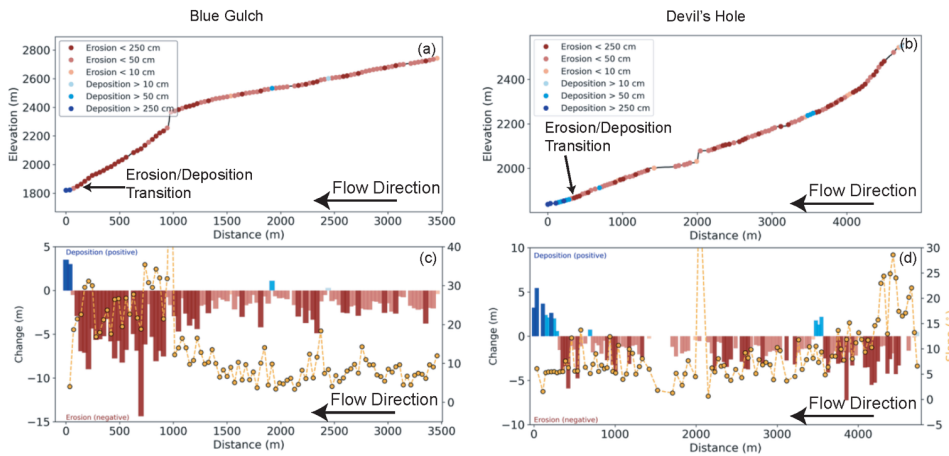 Blue Gulch
Devil's Hole
(a)
Erosion < 250 cm
Erosion < 50 cm
Erosion < 10 cm
Deposition > 10 cm
Deposition > 50 cm
Deposition > 250 cm
Erosion/Deposition
Transition
Flow Direction
Elevation (m)
2800
2600
2400
2200
2000
1800
0 500 1000 1500 2000 2500 3000 3500
Distance (m)
(b)
Erosion < 250 cm
Erosion < 50 cm
Erosion < 10 cm
Deposition > 10 cm
Deposition > 50 cm
Deposition > 250 cm
Erosion/Deposition
Transition
Flow Direction
Elevation (m)
2400
2200
2000
0 1000 2000 3000 4000
Distance (m)
(c)
Deposition (positive)
Erosion (negative)
Flow Direction
Change (m)
5
0
−5
−10
−15
40
30
20
10
0
0 500 1000 1500 2000 2500 3000 3500
Distance (m)
(d)
Deposition (positive)
Erosion (negative)
Flow Direction
Change (m)
10
5
0
−5
−10
30
25
20
15
10
5
0
−5
0 1000 2000 3000 4000
Distance (m)